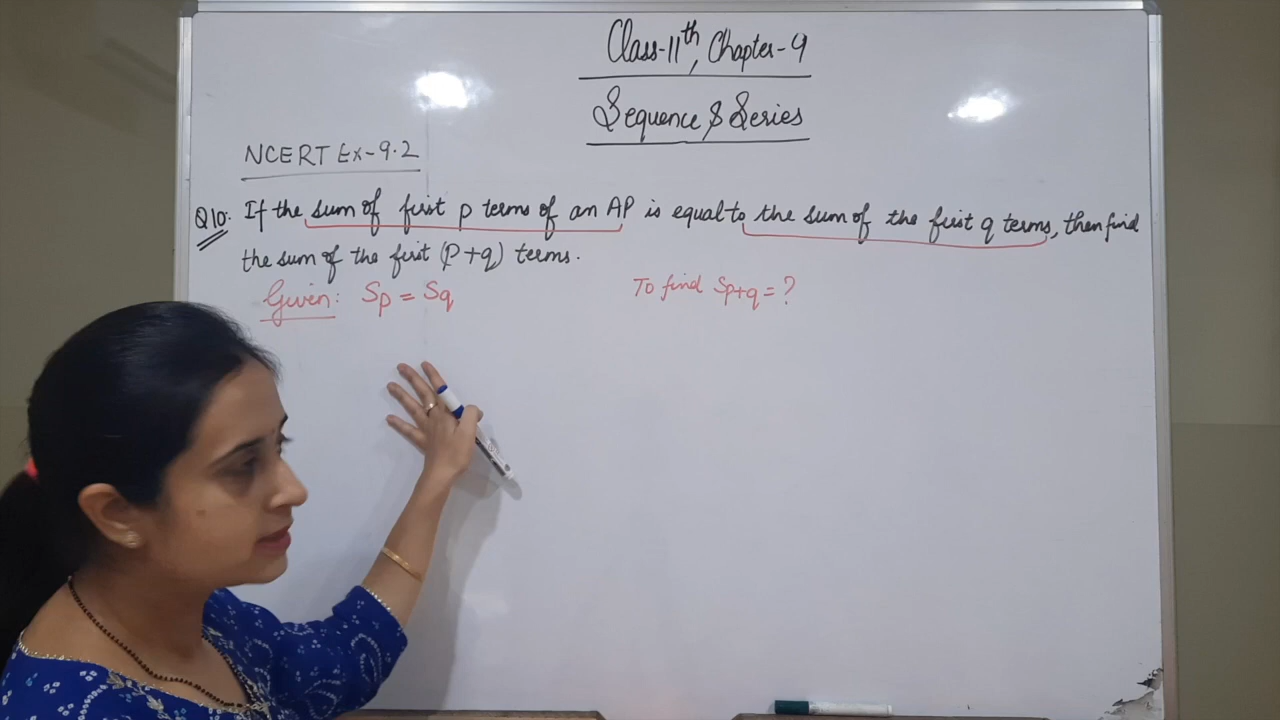 Class-11th, Chapter-9
Sequence & Series
NCERT Ex-9.2
Q10. If the sum of first p terms of an AP is equal to the sum of the first q terms, then find
the sum of the first (p+q) terms.
Given: Sp = Sq
To find Sp+q = ?